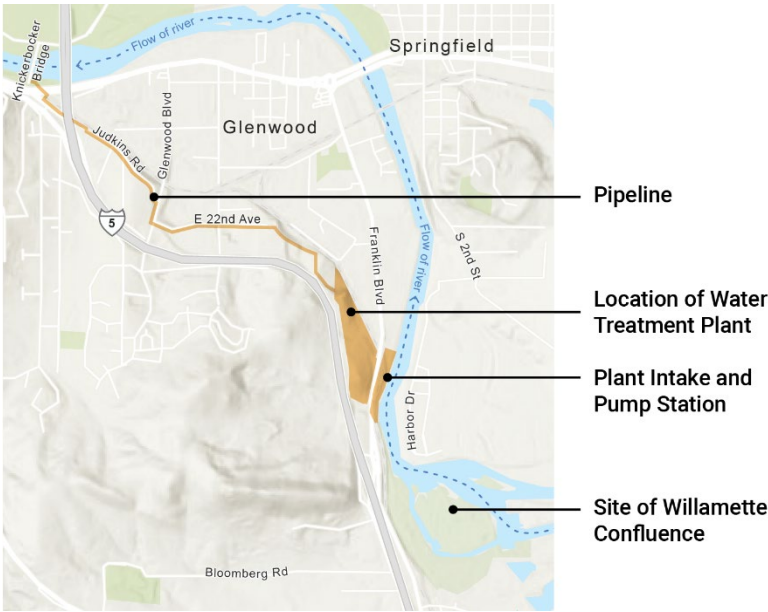 Flow of river
Springfield
Knickerbocker
Bridge
Glenwood Blvd
Glenwood
Judkins Rd
Pipeline
5
E 22nd Ave
Franklin Blvd
Flow of river
S 2nd St
Location of Water
Treatment Plant
Plant Intake and
Pump Station
Harbor Dr
Site of Willamette
Confluence
Bloomberg Rd